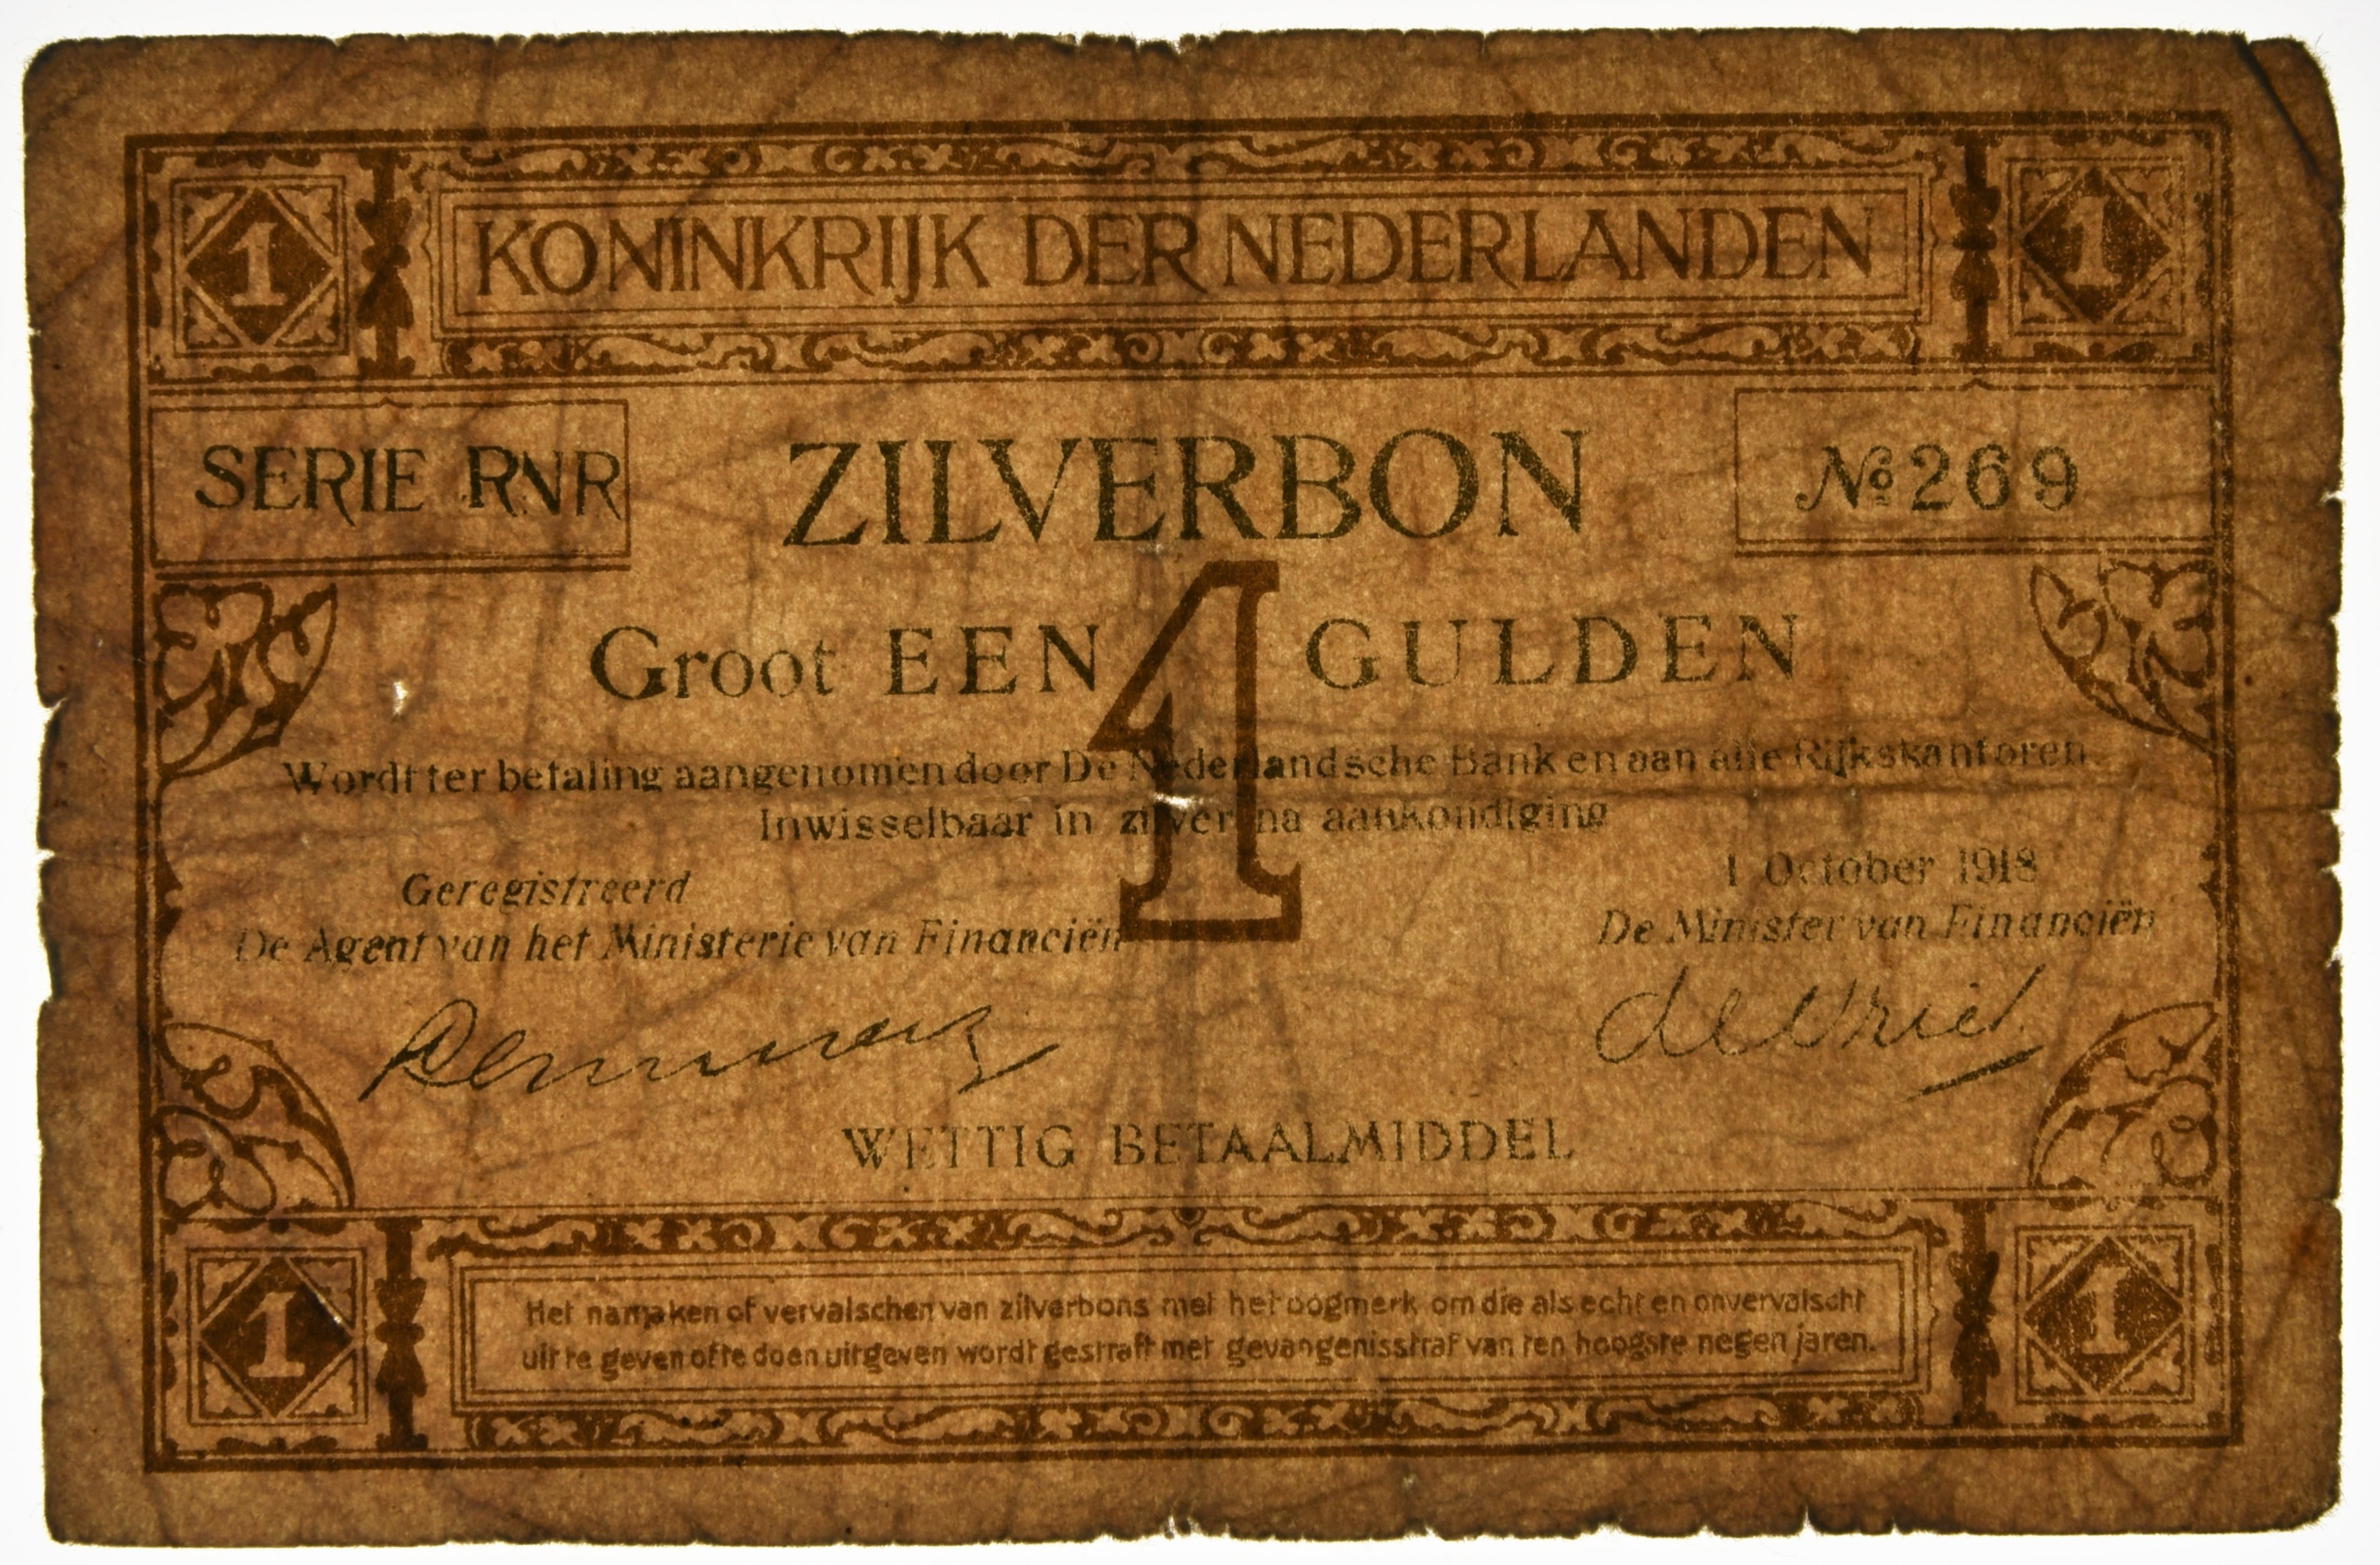 1 KONINKRIJK DER NEDERLANDEN 1
SERIE RNR ZILVERBON № 269
Groot EEN 1 GULDEN
Wordt ter betaling aangenomen door De Nederlandsche Bank en aan alle Rijkskantoren
Inwisselbaar in zilver na aankondiging
Geregistreerd
De Agent van het Ministerie van Financiën
1 October 1918
De Minister van Financiën
de Vries
WETTIG BETAALMIDDEL
1 1
Het namaken of vervalschen van zilverbons met het oogmerk om die als echt en onvervalscht
uit te geven of te doen uitgeven wordt gestraft met gevangenisstraf van ten hoogste negen jaren.